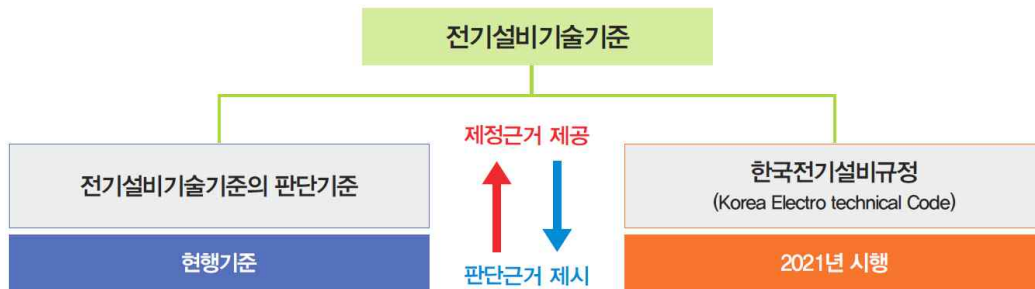 전기설비기술기준
제정근거 제공
전기설비기술기준의 판단기준
한국전기설비규정
(Korea Electro technical Code)
현행기준
판단근거 제시
2021년 시행